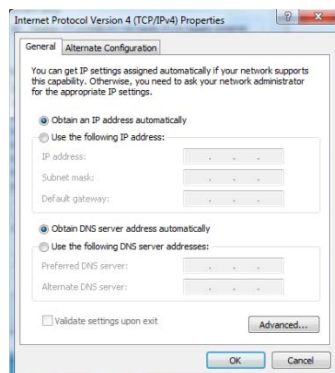 Internet Protocol Version 4 (TCP/IPv4) Properties
General Alternate Configuration
You can get IP settings assigned automatically if your network supports
this capability. Otherwise, you need to ask your network administrator
for the appropriate IP settings.
Obtain an IP address automatically
Use the following IP address:
IP address:
Subnet mask:
Default gateway:
Obtain DNS server address automatically
Use the following DNS server addresses:
Preferred DNS server:
Alternate DNS server:
Validate settings upon exit
Advanced...
OK Cancel